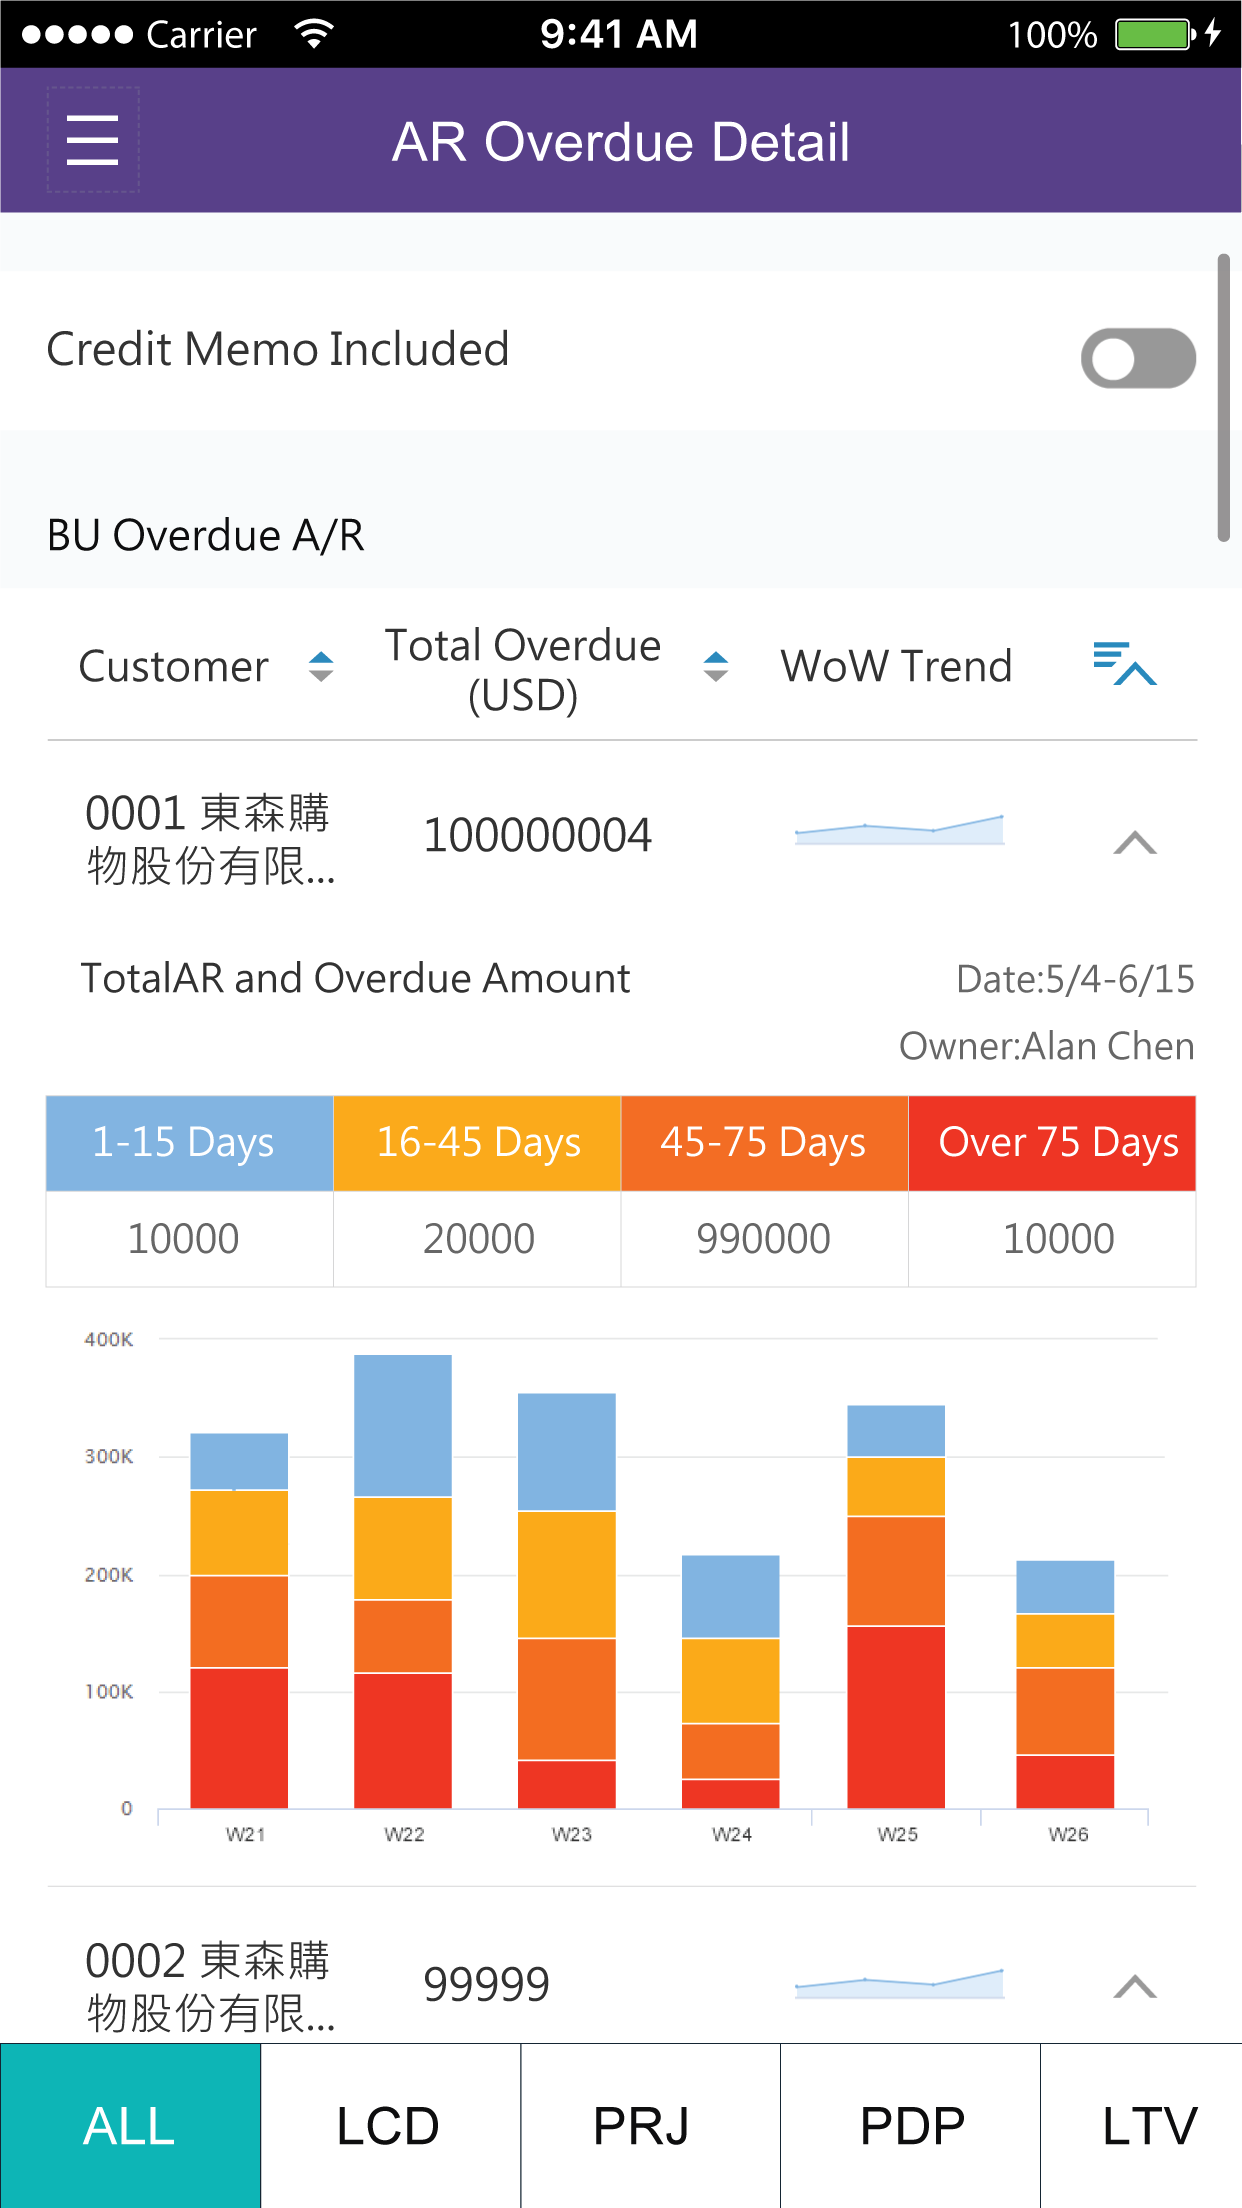 Carrier 9:41 AM 100%
AR Overdue Detail
Credit Memo Included
BU Overdue A/R
Customer Total Overdue (USD) WoW Trend
0001 東森購
物股份有限...
100000004
TotalAR and Overdue Amount
Date:5/4-6/15
Owner:Alan Chen
1-15 Days 16-45 Days 45-75 Days Over 75 Days
10000 20000 990000 10000
400K
300K
200K
100K
0
W21 W22 W23 W24 W25 W26
0002 東森購
物股份有限...
99999
ALL LCD PRJ PDP LTV